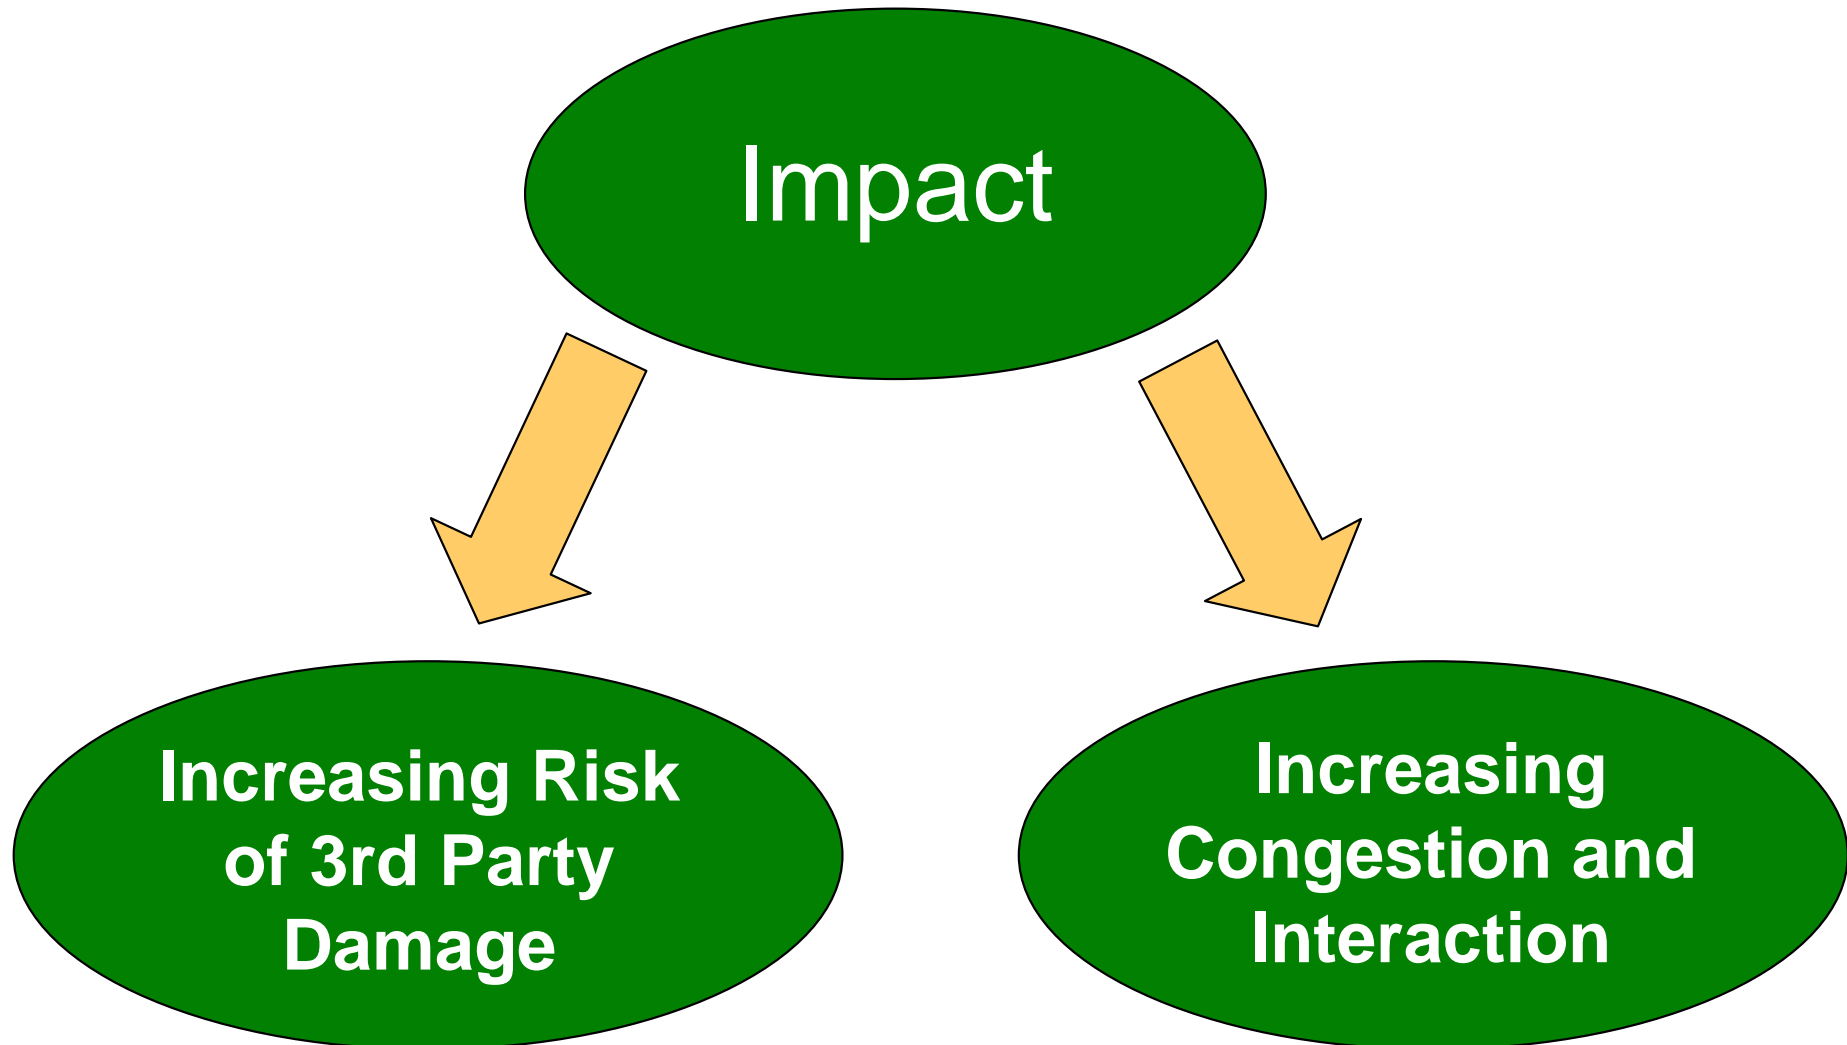 Impact
Increasing Risk
of 3rd Party
Damage
Increasing
Congestion and
Interaction